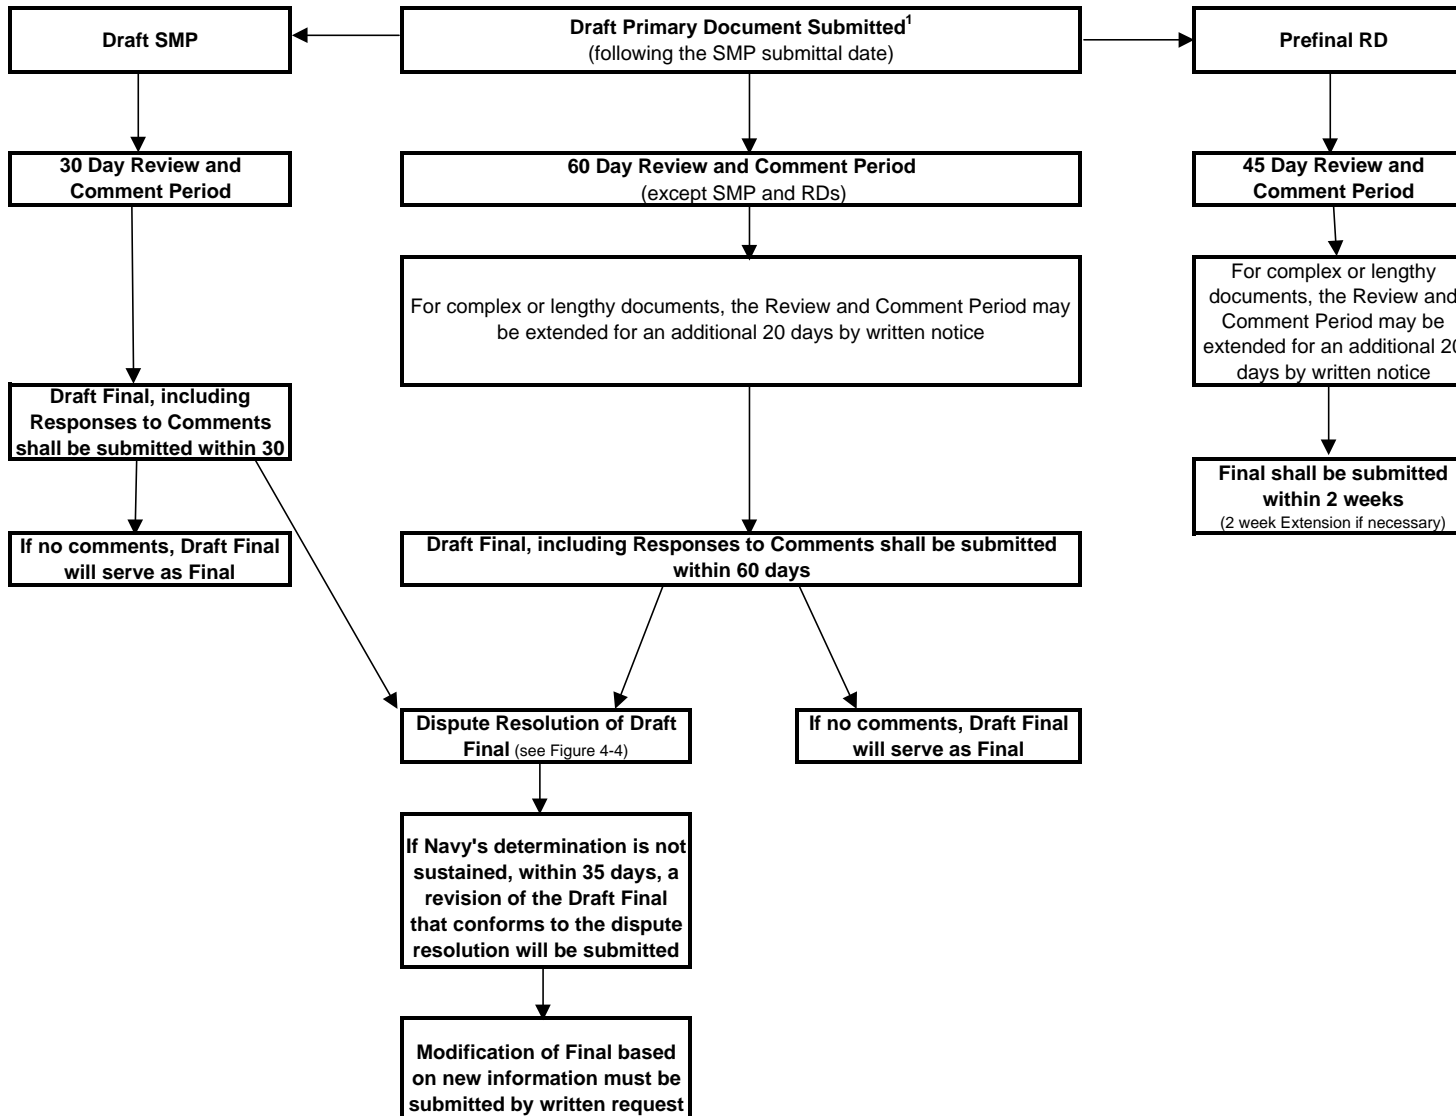 Draft SMP
Draft Primary Document Submitted¹
(following the SMP submittal date)
Prefinal RD
30 Day Review and
Comment Period
60 Day Review and Comment Period
(except SMP and RDs)
45 Day Review and
Comment Period
For complex or lengthy documents, the Review and Comment Period may
be extended for an additional 20 days by written notice
For complex or lengthy
documents, the Review and
Comment Period may be
extended for an additional 20
days by written notice
Draft Final, including
Responses to Comments
shall be submitted within 30
Final shall be submitted
within 2 weeks
(2 week Extension if necessary)
If no comments, Draft Final
will serve as Final
Draft Final, including Responses to Comments shall be submitted
within 60 days
Dispute Resolution of Draft
Final (see Figure 4-4)
If no comments, Draft Final
will serve as Final
If Navy's determination is not
sustained, within 35 days, a
revision of the Draft Final
that conforms to the dispute
resolution will be submitted
Modification of Final based
on new information must be
submitted by written request